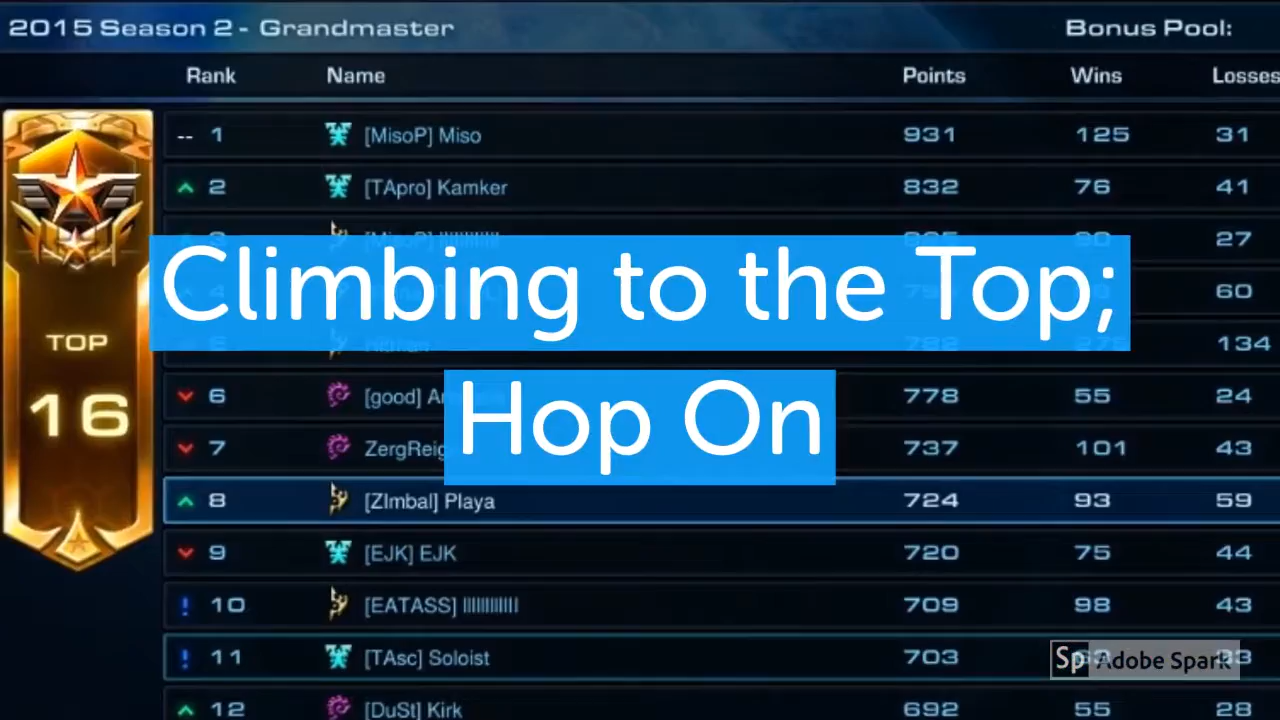 2015 Season 2 - Grandmaster Bonus Pool:
Rank Name Points Wins Losses
-- 1 [MisoP] Miso 931 125 31
2 [TApro] Kamker 832 76 41
27
Climbing to the Top;
60
TOP 134
16
6 [good] 778 55 24
Hop On
7 737 101 43
8 [ZImbal] Playa 724 93 59
9 [EJK] EJK 720 75 44
! 10 [EATASS] llllllllllll 709 98 43
! 11 [TAsc] Soloist 703
Sp Adobe Spark
12 [DuSt] Kirk 692 55 28